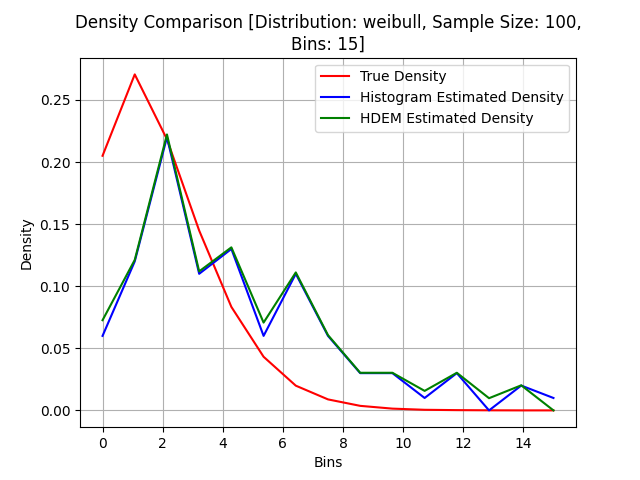 Density Comparison [Distribution: weibull, Sample Size: 100,
Bins: 15]
True Density
Histogram Estimated Density
HDEM Estimated Density
Density
0.25
0.20
0.15
0.10
0.05
0.00
0 2 4 6 8 10 12 14
Bins